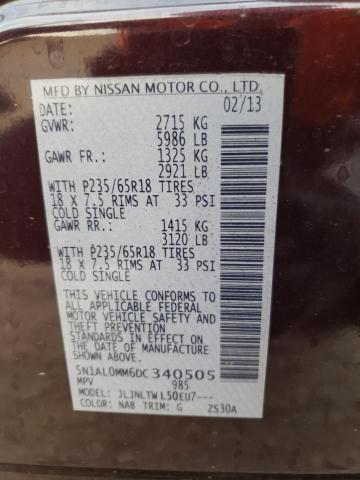 MFD BY NISSAN MOTOR CO., LTD.
DATE: 02/13
GVWR: 2715 KG
5986 LB
GAWR FR.: 1325 KG
2921 LB
WITH P235/65R18 TIRES
18 X 7.5 RIMS AT 33 PSI
COLD SINGLE
GAWR RR.: 1415 KG
3120 LB
WITH P235/65R18 TIRES
18 X 7.5 RIMS AT 33 PSI
COLD SINGLE
THIS VEHICLE CONFORMS TO
ALL APPLICABLE FEDERAL
MOTOR VEHICLE SAFETY
STANDARDS IN EFFECT ON
THE DATE OF MANUFACTURE
SHOWN ABOVE.
5N1AL0MM6DC340505
MPV 985
MODEL: JLJNLTWL50EU7---
COLOR: NAB TRIM: G 2S30A